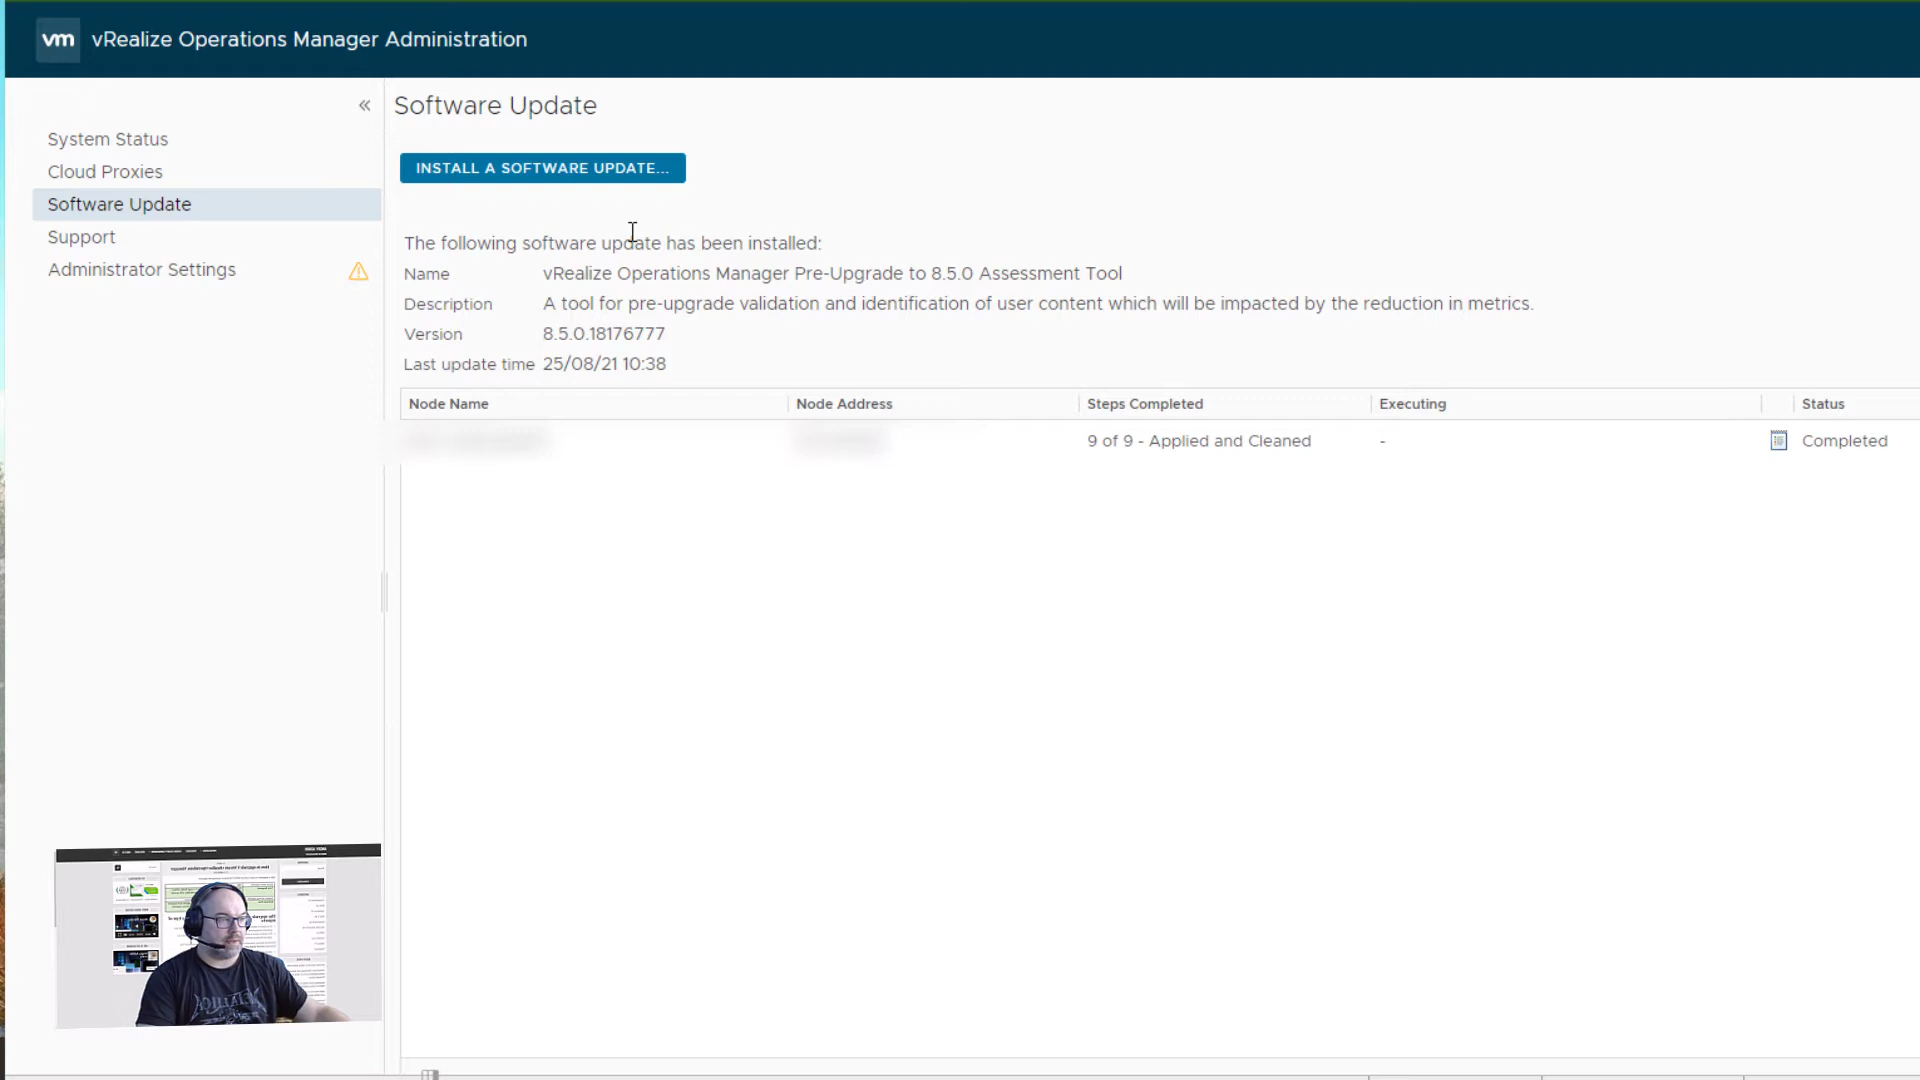 vm vRealize Operations Manager Administration
«
System Status
Cloud Proxies
Software Update
Support
Administrator Settings
Software Update
INSTALL A SOFTWARE UPDATE...
The following software update has been installed:
Name vRealize Operations Manager Pre-Upgrade to 8.5.0 Assessment Tool
Description A tool for pre-upgrade validation and identification of user content which will be impacted by the reduction in metrics.
Version 8.5.0.18176777
Last update time 25/08/21 10:38
Node Name Node Address Steps Completed Executing Status
9 of 9 - Applied and Cleaned - Completed
METALLICA